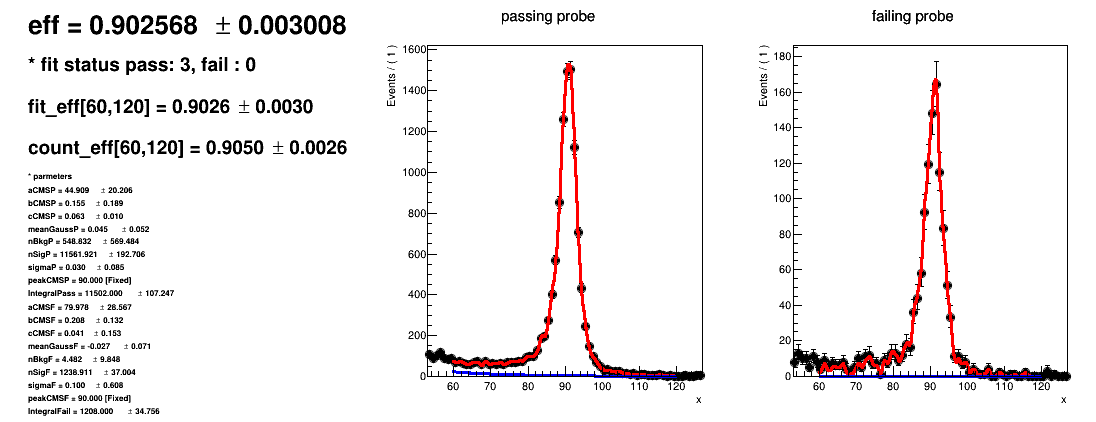 eff = 0.902568 ± 0.003008
* fit status pass: 3, fail : 0
fit_eff[60,120] = 0.9026 ± 0.0030
count_eff[60,120] = 0.9050 ± 0.0026
* parmeters
aCMSP = 44.909 ± 20.206
bCMSP = 0.155 ± 0.189
cCMSP = 0.063 ± 0.010
meanGaussP = 0.045 ± 0.052
nBkgP = 548.832 ± 569.484
nSigP = 11561.921 ± 192.706
sigmaP = 0.030 ± 0.085
peakCMSP = 90.000 [Fixed]
IntegralPass = 11502.000 ± 107.247
aCMSF = 79.978 ± 28.567
bCMSF = 0.208 ± 0.132
cCMSF = 0.041 ± 0.153
meanGaussF = -0.027 ± 0.071
nBkgF = 4.482 ± 9.848
nSigF = 1238.911 ± 37.004
sigmaF = 0.100 ± 0.608
peakCMSF = 90.000 [Fixed]
IntegralFail = 1208.000 ± 34.756
passing probe
Events / ( 1 )
1600
1400
1200
1000
800
600
400
200
0
60 70 80 90 100 110 120
x
failing probe
Events / ( 1 )
180
160
140
120
100
80
60
40
20
0
60 70 80 90 100 110 120
x